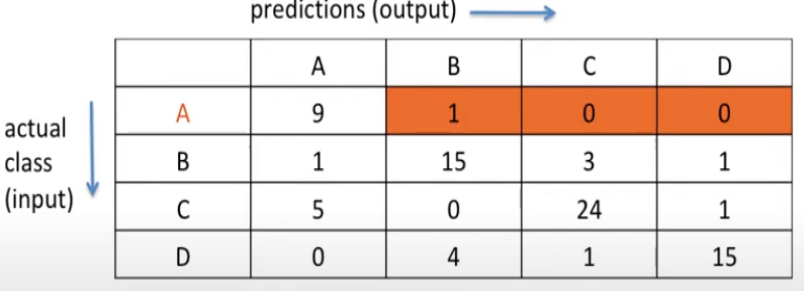 predictions (output)
A B C D
A 9 1 0 0
B 1 15 3 1
C 5 0 24 1
D 0 4 1 15
actual
class
(input)